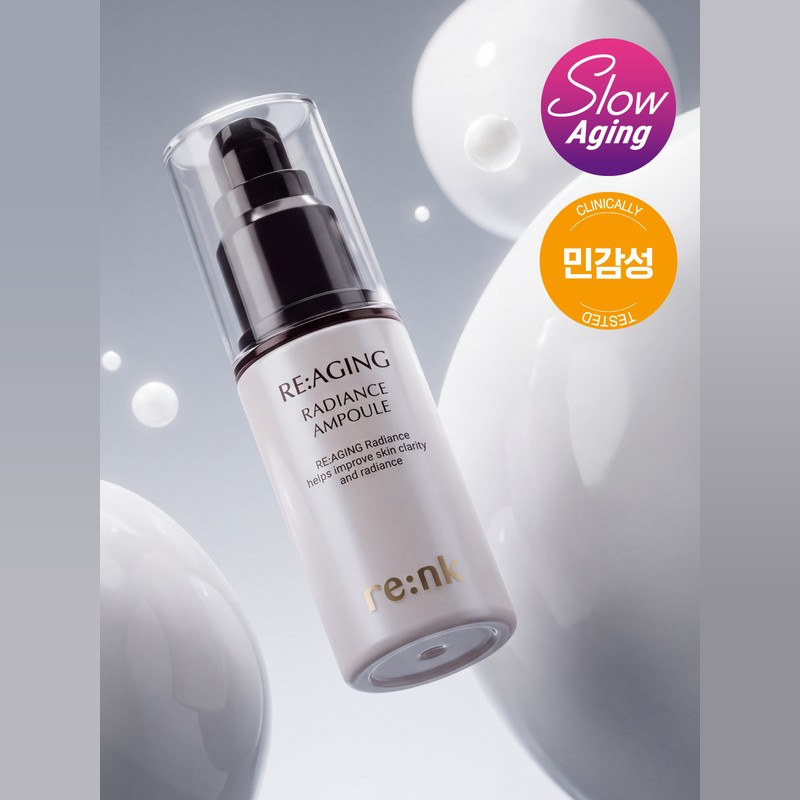 RE:AGING
RADIANCE
AMPOULE
RE:AGING Radiance
helps improve skin clarity
and radiance
re:nk
Slow
Aging
CLINICALLY
민감성
TESTED